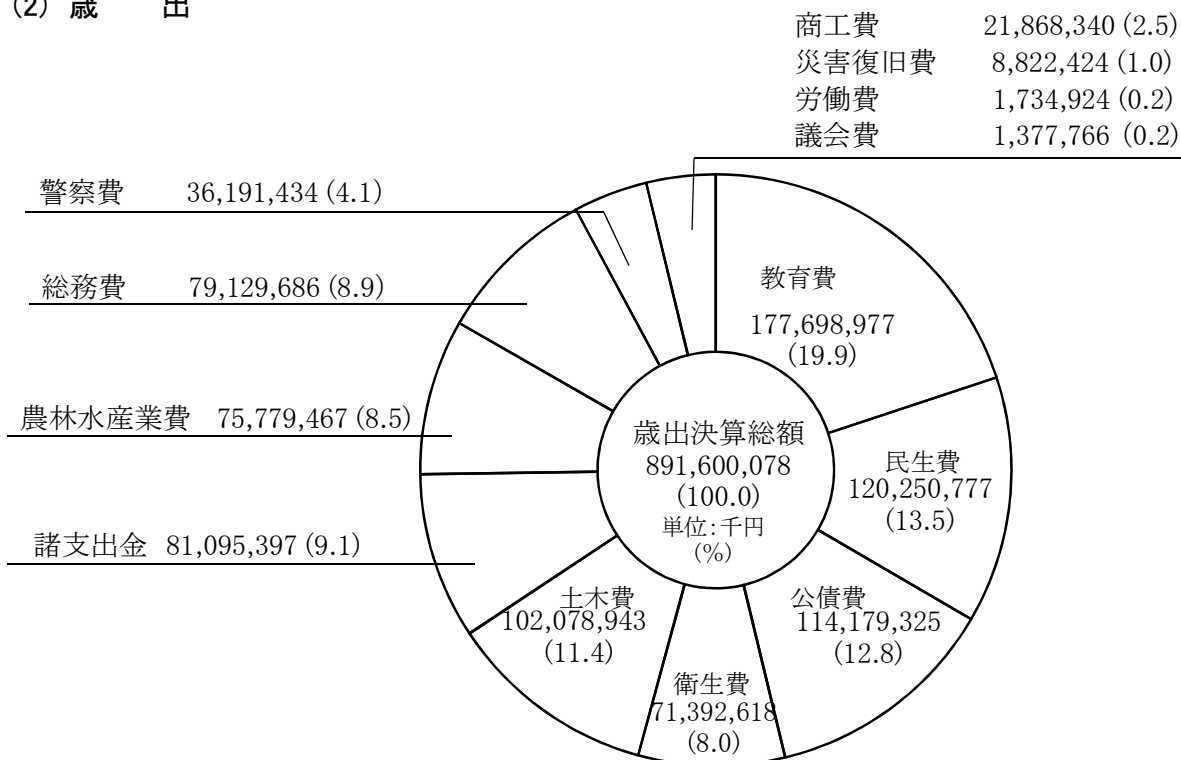 (2) 歳　　出
商工費　21,868,340 (2.5)
災害復旧費　8,822,424 (1.0)
労働費　1,734,924 (0.2)
議会費　1,377,766 (0.2)
警察費　36,191,434 (4.1)
総務費　79,129,686 (8.9)
農林水産業費　75,779,467 (8.5)
諸支出金　81,095,397 (9.1)
教育費
177,698,977
(19.9)
民生費
120,250,777
(13.5)
公債費
114,179,325
(12.8)
衛生費
71,392,618
(8.0)
土木費
102,078,943
(11.4)
歳出決算総額
891,600,078
(100.0)
単位：千円
(%)